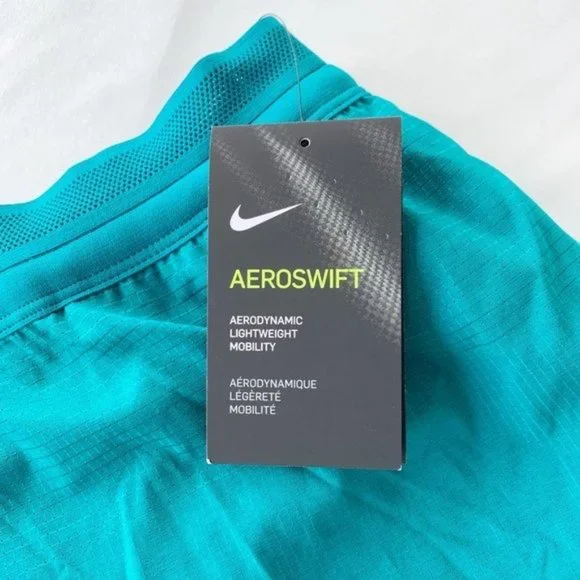 AEROSWIFT
AERODYNAMIC
LIGHTWEIGHT
MOBILITY
AÉRODYNAMIQUE
LÉGÈRETÉ
MOBILITÉ